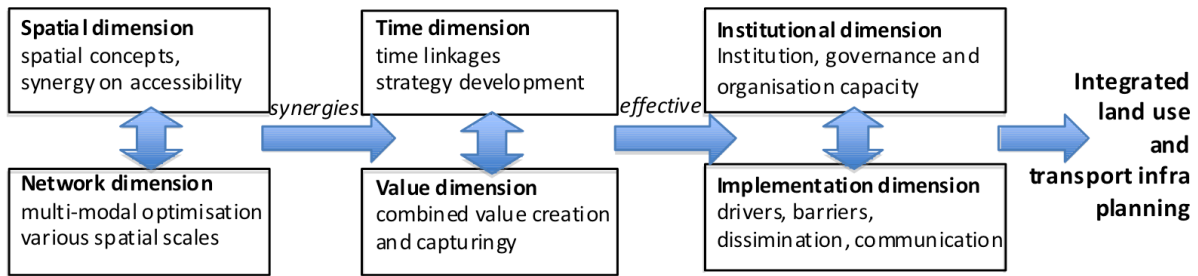 Spatial dimension
spatial concepts,
synergy on accessibility
Time dimension
time linkages
strategy development
Institutional dimension
Institution, governance and
organisation capacity
synergies
effective
Integrated
land use
and
transport infra
planning
Network dimension
multi-modal optimisation
various spatial scales
Value dimension
combined value creation
and capturingy
Implementation dimension
drivers, barriers,
dissimination, communication